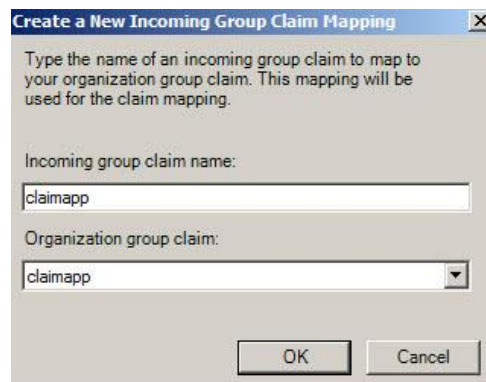 Create a New Incoming Group Claim Mapping
Type the name of an incoming group claim to map to
your organization group claim. This mapping will be
used for the claim mapping.
Incoming group claim name:
claimapp
Organization group claim:
claimapp
OK Cancel